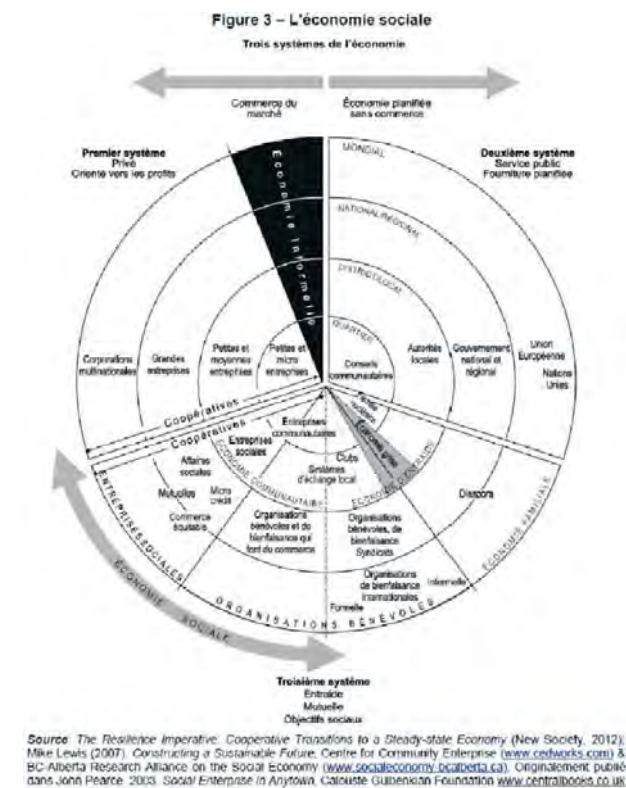 Figure 3 – L'économie sociale
Trois systèmes de l'économie
Commerce du
marché
Économie planifiée
sans commerce
Premier système
Privé
Orienté vers les profits
Deuxième système
Service public
Fourniture planifiée
Économie Informelle
MONDIAL
NATIONAL/RÉGIONAL
DISTRICT/LOCAL
QUARTIER
Corporations
multinationales
Grandes
entreprises
Petites et
moyennes
entreprises
Petites et
micro
entreprises
Conseils
communautaires
Autorités
locales
Gouvernement
national et
régional
Union
Européenne
Nations
Unies
Coopératives
Coopératives
Entreprises
communautaires
Entreprises
sociales
Affaires
sociales
Mutuelles
Micro
crédit
Commerce
équitable
ÉCONOMIE COMMUNAUTAIRE
Clubs
Systèmes
d'échange local
ÉCONOMIE D'ENTRAIDE
Économie grise
Organisations
bénévoles et de
bienfaisance qui
font du commerce
Organisations
bénévoles, de
bienfaisance
Syndicats
Diaspora
Organisations
de bienfaisance
internationales
Informelle
Formelle
ENTREPRISES SOCIALES
ORGANISATIONS BÉNÉVOLES
ÉCONOMIE FAMILIALE
ÉCONOMIE SOCIALE
Troisième système
Entraide
Mutuelle
Objectifs sociaux
Source: The Resilience Imperative: Cooperative Transitions to a Steady-state Economy (New Society, 2012);
Mike Lewis (2007). Constructing a Sustainable Future, Centre for Community Enterprise (www.cedworks.com) &
BC-Alberta Research Alliance on the Social Economy (www.socialeconomy-bcalberta.ca). Originalement publié
dans John Pearce. 2003. Social Enterprise in Anytown, Calouste Gulbenkian Foundation www.centralbooks.co.uk